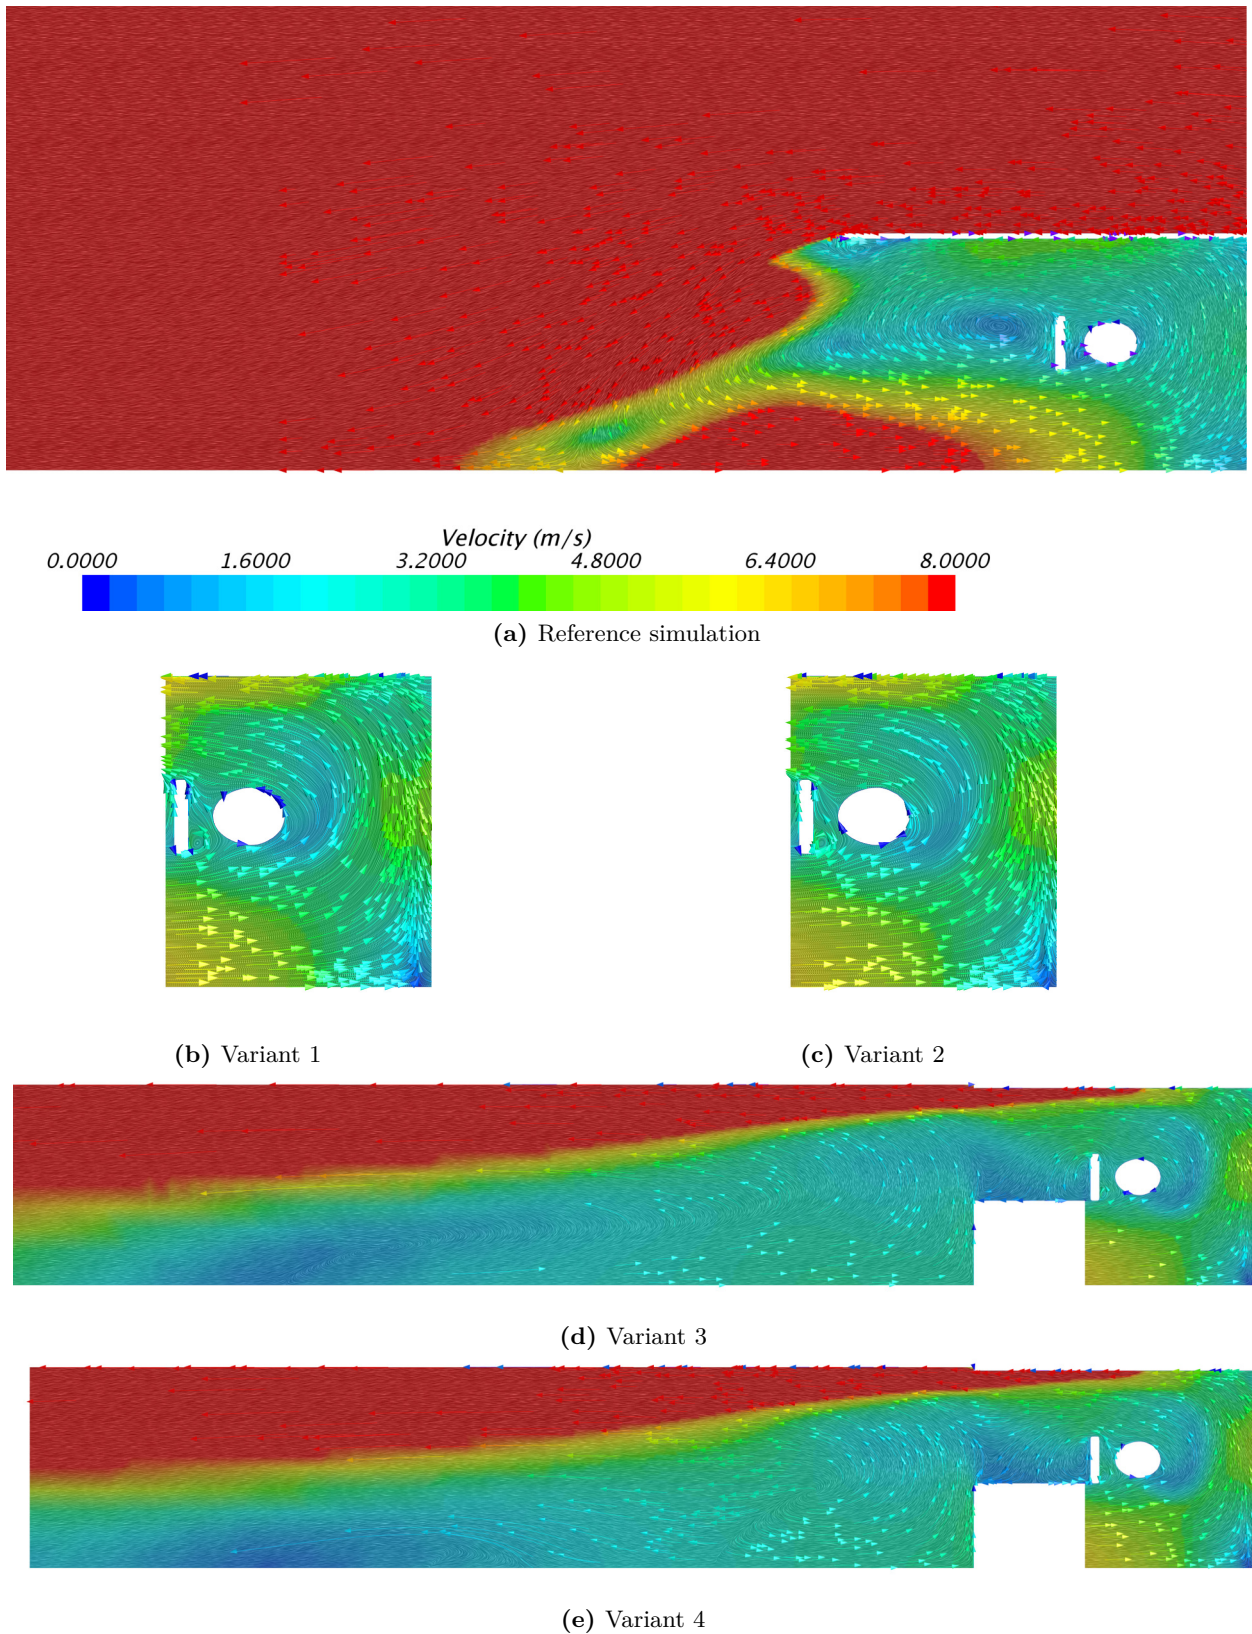 Velocity (m/s)
0.0000 1.6000 3.2000 4.8000 6.4000 8.0000
(a) Reference simulation
(b) Variant 1
(c) Variant 2
(d) Variant 3
(e) Variant 4